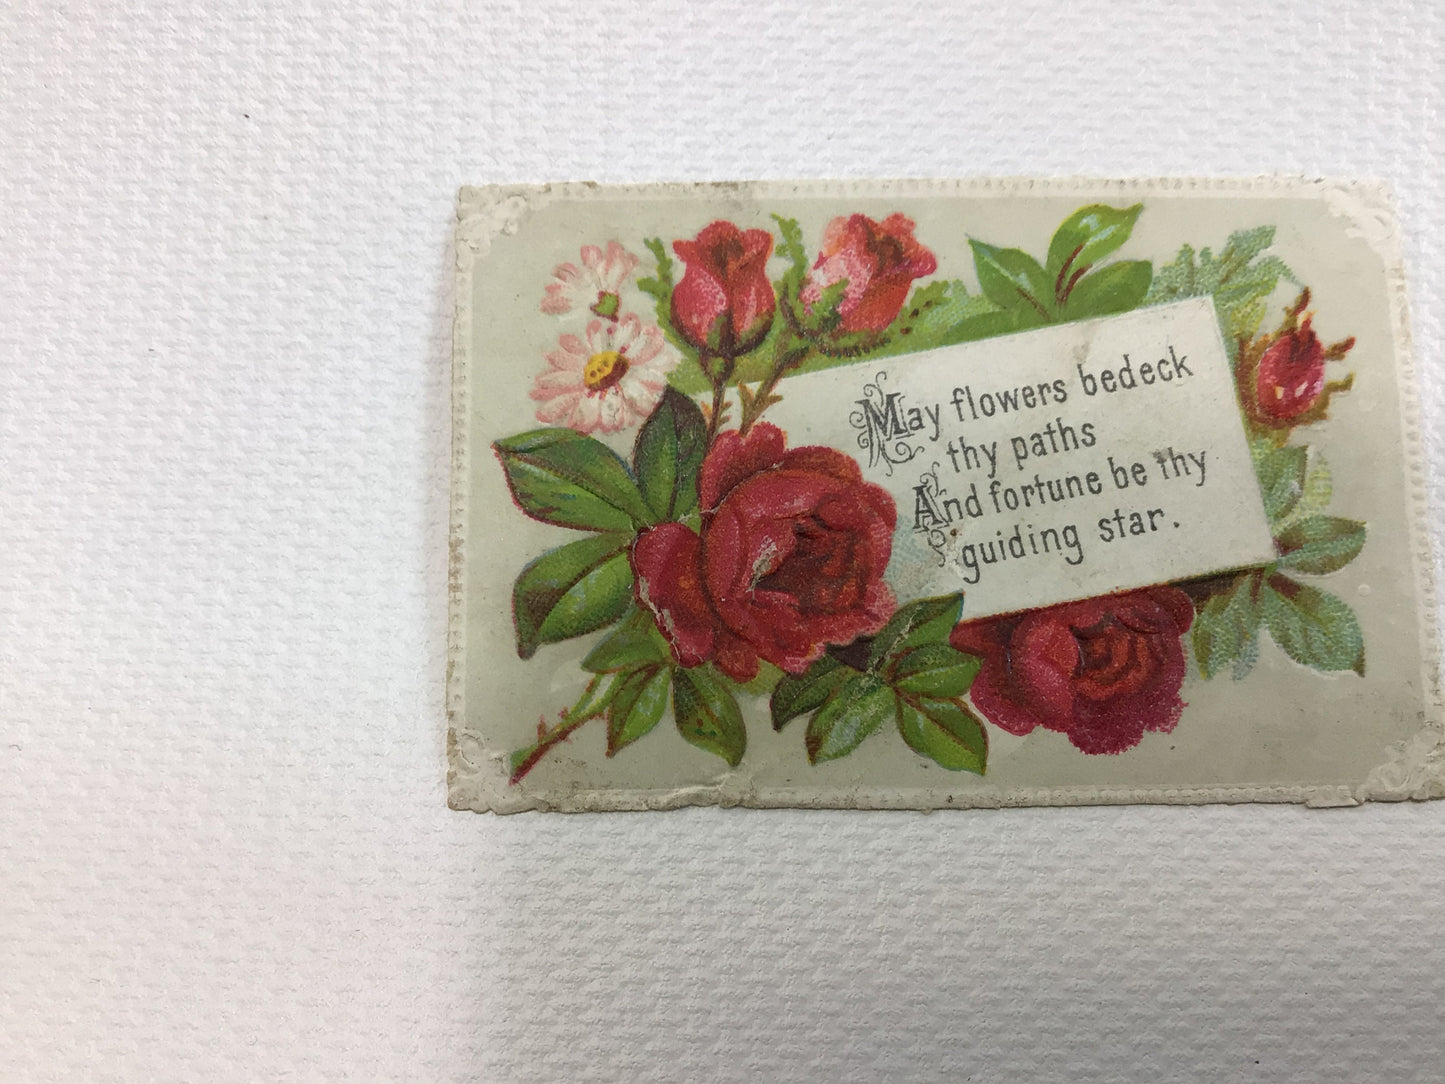 May flowers bedeck
thy paths
And fortune be thy
guiding star.